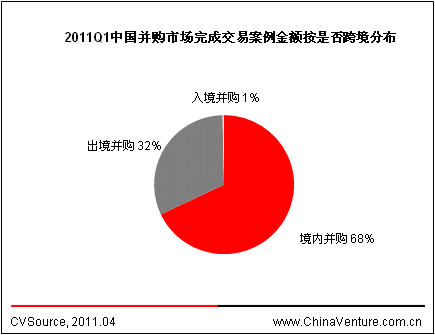 2011Q1中国并购市场完成交易案例金额按是否跨境分布
入境并购 1%
出境并购 32%
境内并购 68%
CVSource, 2011.04
www.ChinaVenture.com.cn